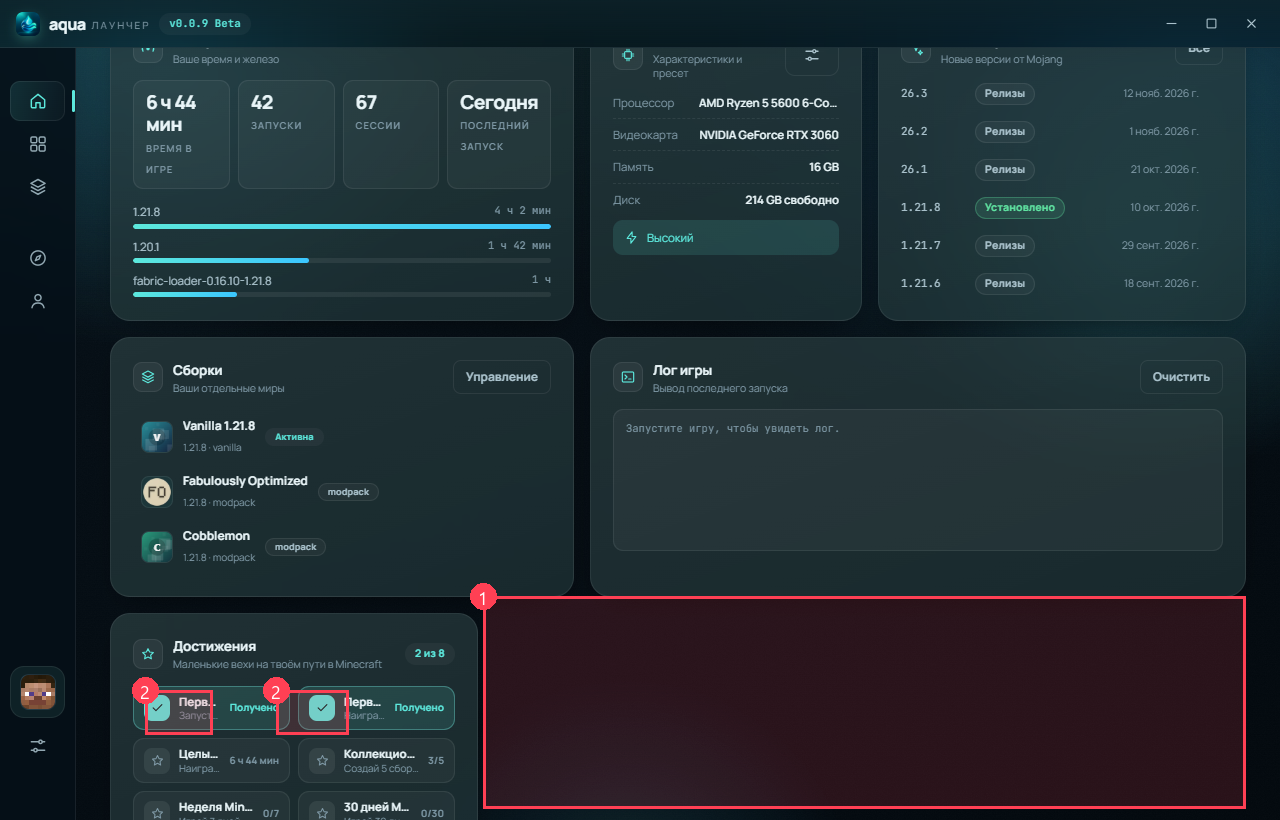 aqua ЛАУНЧЕР v0.0.9 Beta
Ваше время и железо
6 ч 44 мин
ВРЕМЯ В ИГРЕ
42
ЗАПУСКИ
67
СЕССИИ
Сегодня
ПОСЛЕДНИЙ ЗАПУСК
1.21.8 4 ч 2 мин
1.20.1 1 ч 42 мин
fabric-loader-0.16.10-1.21.8 1 ч
Характеристики и
пресет
Процессор AMD Ryzen 5 5600 6-Co...
Видеокарта NVIDIA GeForce RTX 3060
Память 16 GB
Диск 214 GB свободно
Высокий
Новые версии от Mojang
Все
26.3 Релизы 12 нояб. 2026 г.
26.2 Релизы 1 нояб. 2026 г.
26.1 Релизы 21 окт. 2026 г.
1.21.8 Установлено 10 окт. 2026 г.
1.21.7 Релизы 29 сент. 2026 г.
1.21.6 Релизы 18 сент. 2026 г.
Сборки
Ваши отдельные миры
Управление
V
Vanilla 1.21.8
1.21.8 · vanilla
Активна
FO
Fabulously Optimized
1.21.8 · modpack
modpack
C
Cobblemon
1.21.8 · modpack
modpack
Лог игры
Вывод последнего запуска
Очистить
Запустите игру, чтобы увидеть лог.
1
Достижения
Маленькие вехи на твоём пути в Minecraft
2 из 8
2
Перв...
Запуст...
Получено
2
Перв...
Наигра...
Получено
Целы...
Наигра...
6 ч 44 мин
Коллекцио...
Создай 5 сбор...
3/5
Неделя Min...
0/7
30 дней M...
0/30